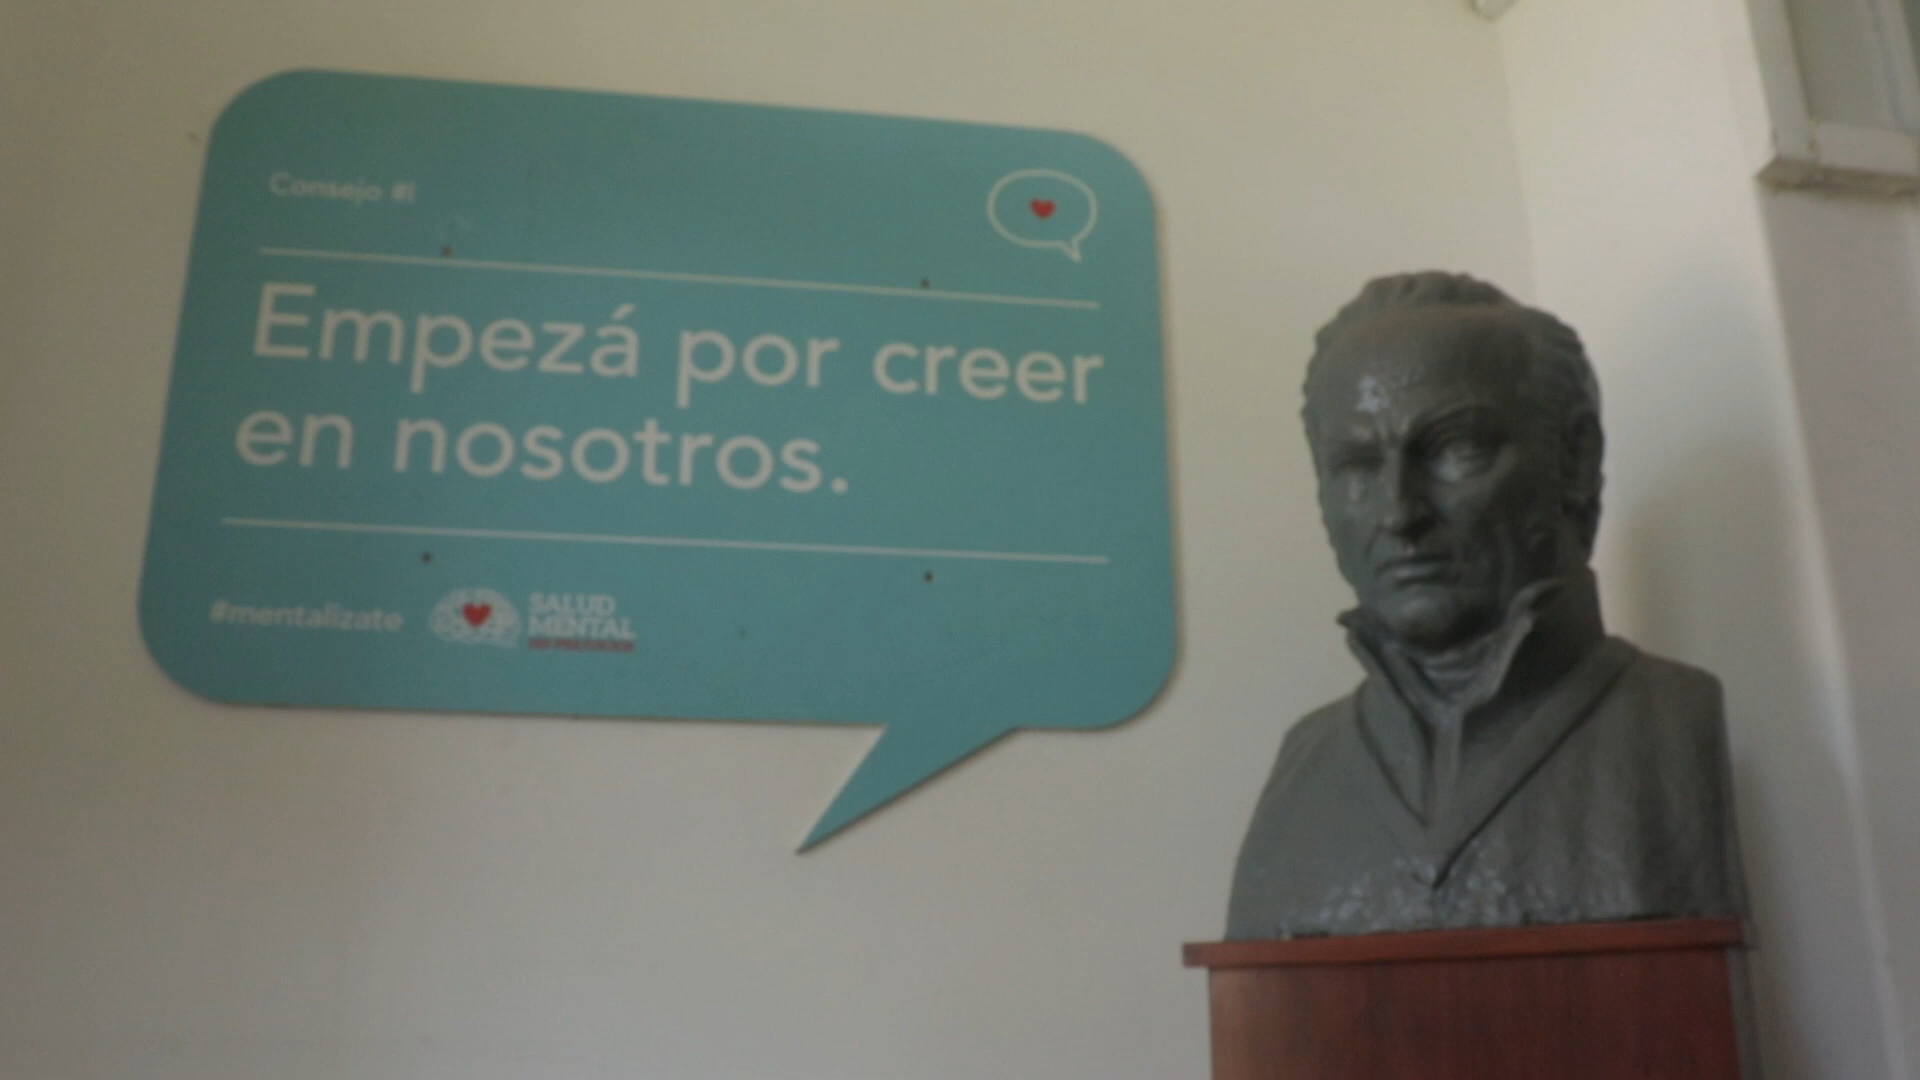 Consejo #1
Empezá por creer
en nosotros.
#mentalizate
SALUD
MENTAL